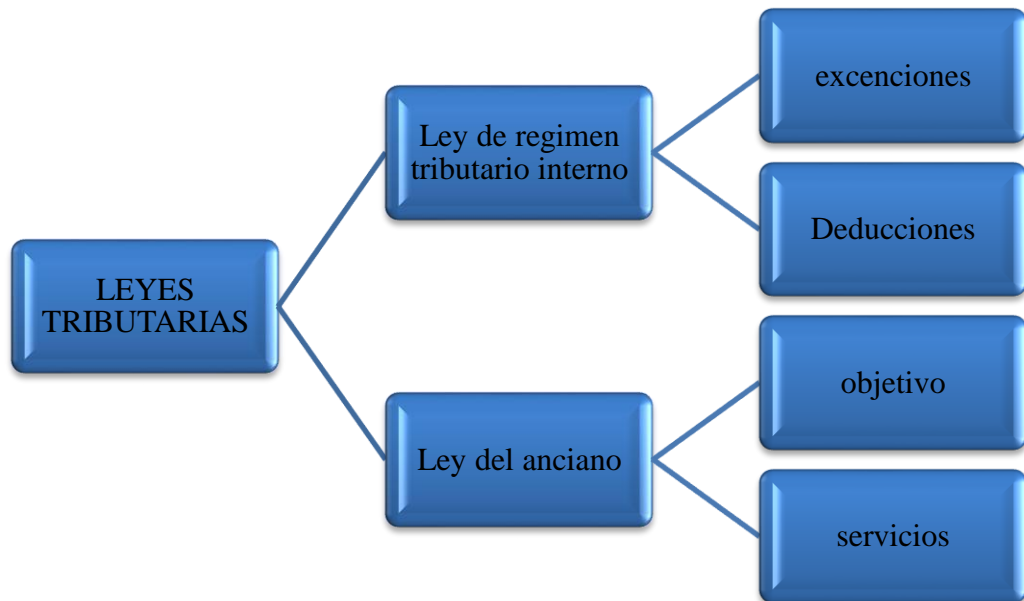 LEYES
TRIBUTARIAS
Ley de regimen
tributario interno
excenciones
Deducciones
Ley del anciano
objetivo
servicios